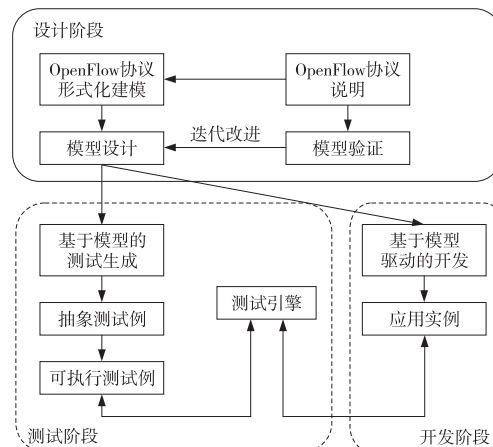 设计阶段
OpenFlow协议
形式化建模
OpenFlow协议
说明
迭代改进
模型设计
模型验证
基于模型的
测试生成
基于模型
驱动的开发
测试引擎
抽象测试例
应用实例
可执行测试例
测试阶段
开发阶段